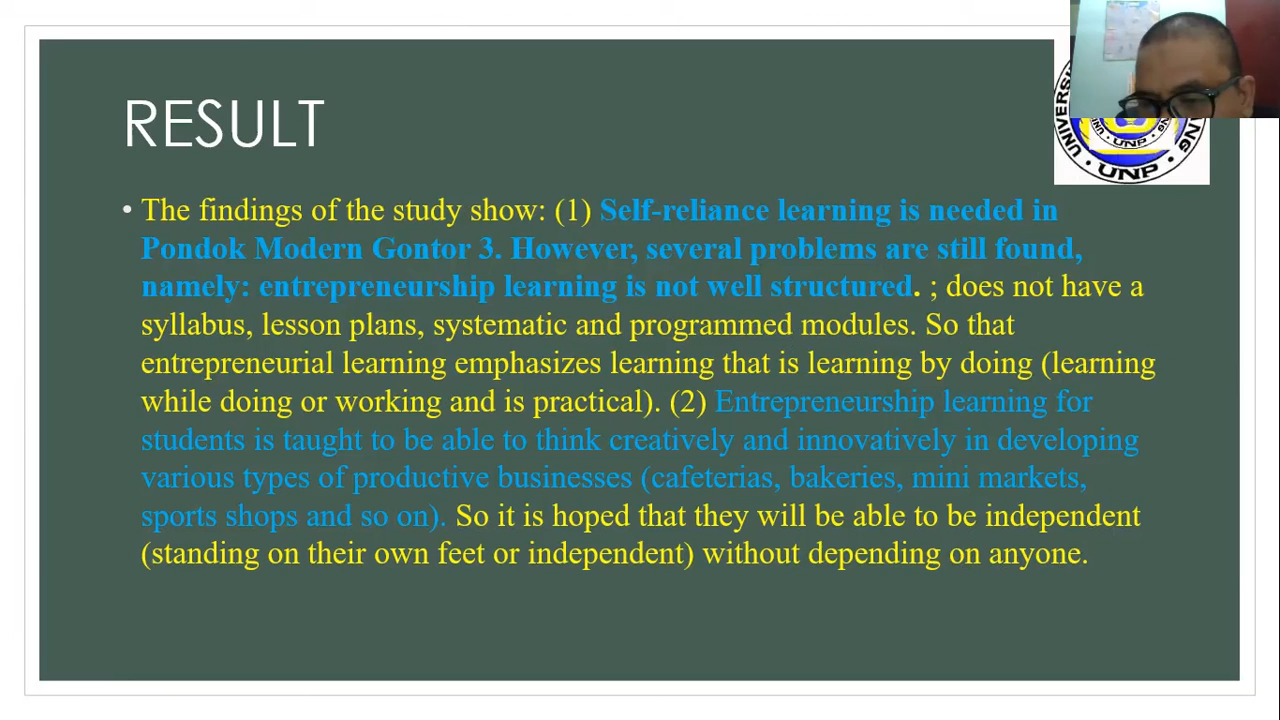 RESULT
• The findings of the study show: (1) Self-reliance learning is needed in
Pondok Modern Gontor 3. However, several problems are still found,
namely: entrepreneurship learning is not well structured. ; does not have a
syllabus, lesson plans, systematic and programmed modules. So that
entrepreneurial learning emphasizes learning that is learning by doing (learning
while doing or working and is practical). (2) Entrepreneurship learning for
students is taught to be able to think creatively and innovatively in developing
various types of productive businesses (cafeterias, bakeries, mini markets,
sports shops and so on). So it is hoped that they will be able to be independent
(standing on their own feet or independent) without depending on anyone.
UNP